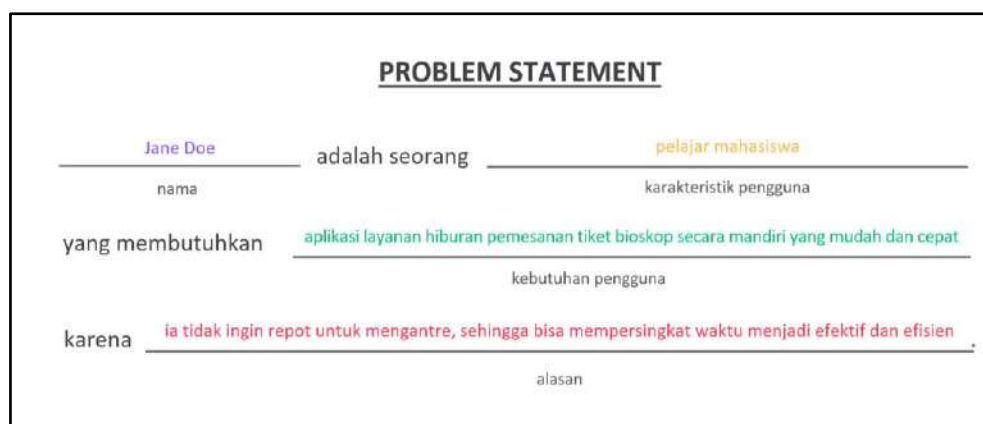 PROBLEM STATEMENT
Jane Doe adalah seorang pelajar mahasiswa
nama karakteristik pengguna
yang membutuhkan aplikasi layanan hiburan pemesanan tiket bioskop secara mandiri yang mudah dan cepat
kebutuhan pengguna
karena ia tidak ingin repot untuk mengantre, sehingga bisa mempersingkat waktu menjadi efektif dan efisien.
alasan